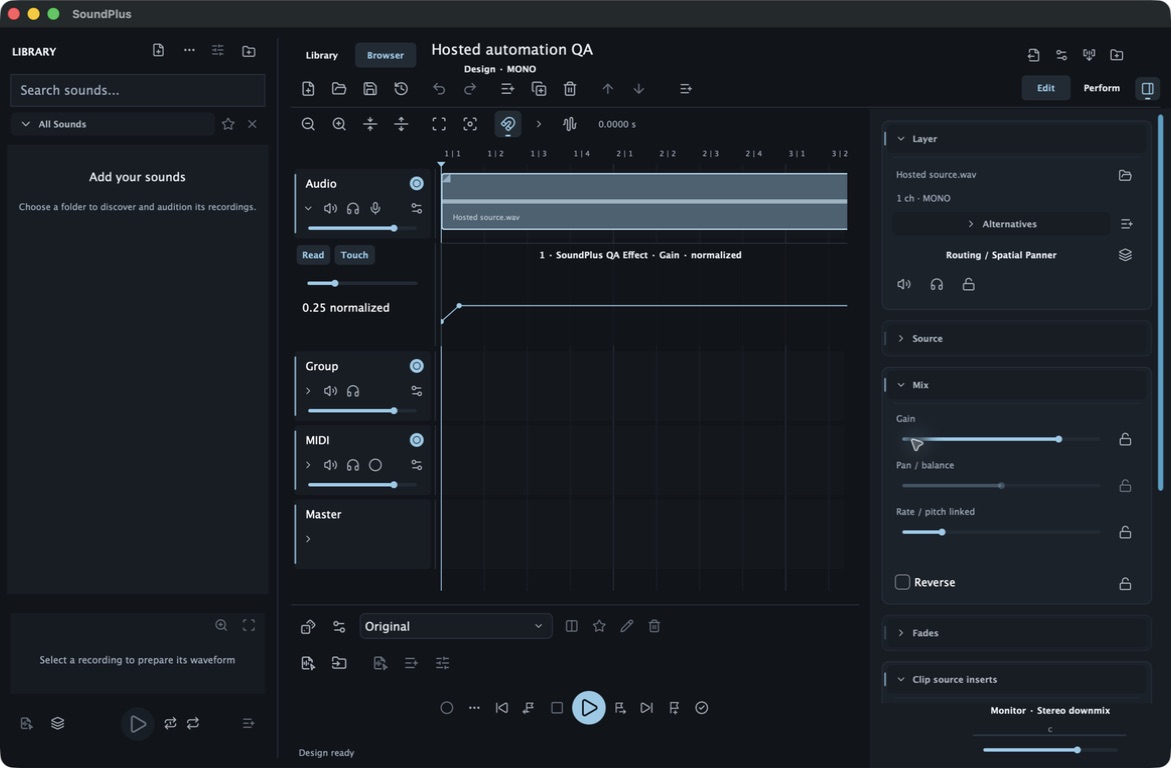 SoundPlus
LIBRARY
Search sounds...
All Sounds
Add your sounds
Choose a folder to discover and audition its recordings.
Select a recording to prepare its waveform
Library
Browser
Hosted automation QA
Design · MONO
Edit
Perform
0.0000 s
1 | 1
1 | 2
1 | 3
1 | 4
2 | 1
2 | 2
2 | 3
2 | 4
3 | 1
3 | 2
Audio
Hosted source.wav
Read
Touch
1 · SoundPlus QA Effect · Gain · normalized
0.25 normalized
Group
MIDI
Master
Original
Design ready
Layer
Hosted source.wav
1 ch · MONO
Alternatives
Routing / Spatial Panner
Source
Mix
Gain
Pan / balance
Rate / pitch linked
Reverse
Fades
Clip source inserts
Monitor · Stereo downmix
C